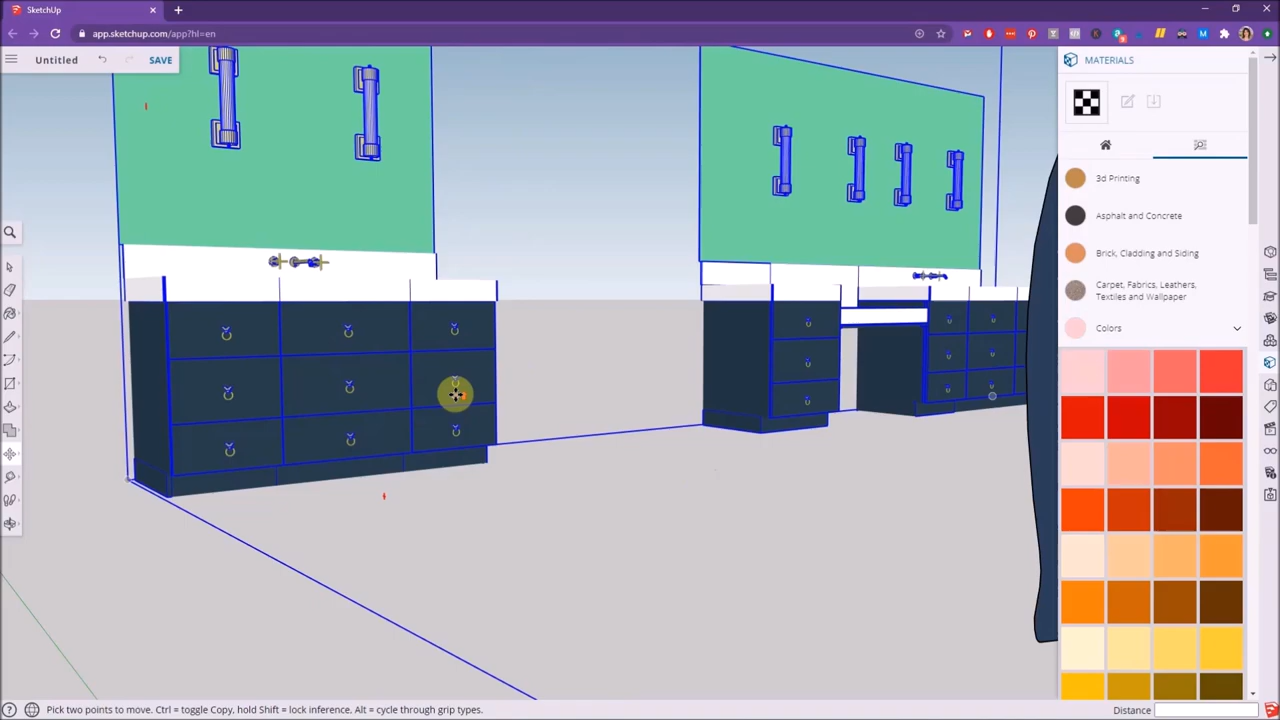 SketchUp
app.sketchup.com/app?hl=en
Untitled
SAVE
MATERIALS
3d Printing
Asphalt and Concrete
Brick, Cladding and Siding
Carpet, Fabrics, Leathers,
Textiles and Wallpaper
Colors
Pick two points to move. Ctrl = toggle Copy, hold Shift = lock inference. Alt = cycle through grip types.
Distance